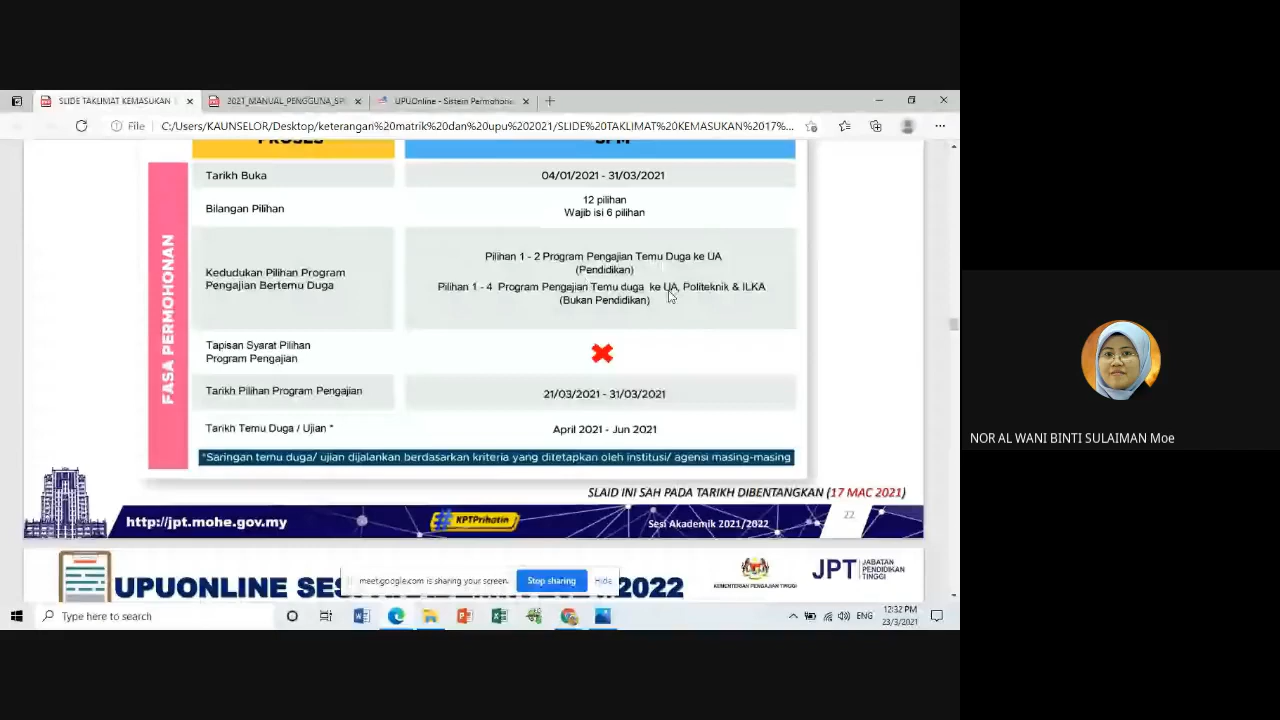 SLIDE TAKLIMAT KEMASUKAN
2021_MANUAL_PENGGUNA_SP
UPUOnline - Sistem Permohona
File
C:/Users/KAUNSELOR/Desktop/keterangan%20matrik%20dan%20upu%202021/SLIDE%20TAKLIMAT%20KEMASUKAN%2017%...
PROSES
SPM
FASA PERMOHONAN
Tarikh Buka
04/01/2021 - 31/03/2021
Bilangan Pilihan
12 pilihan
Wajib isi 6 pilihan
Kedudukan Pilihan Program
Pengajian Bertemu Duga
Pilihan 1 - 2 Program Pengajian Temu Duga ke UA
(Pendidikan)
Pilihan 1 - 4 Program Pengajian Temu duga ke UA, Politeknik & ILKA
(Bukan Pendidikan)
Tapisan Syarat Pilihan
Program Pengajian
Tarikh Pilihan Program Pengajian
21/03/2021 - 31/03/2021
Tarikh Temu Duga / Ujian *
April 2021 - Jun 2021
*Saringan temu duga/ ujian dijalankan berdasarkan kriteria yang ditetapkan oleh institusi/ agensi masing-masing
SLAID INI SAH PADA TARIKH DIBENTANGKAN (17 MAC 2021)
http://jpt.mohe.gov.my
#KPTPrihatin
Sesi Akademik 2021/2022
22
UPUONLINE SES
2022
KEMENTERIAN PENGAJIAN TINGGI
JPT
JABATAN
PENDIDIKAN
TINGGI
meet.google.com is sharing your screen.
Stop sharing
Hide
Type here to search
ENG
12:32 PM
23/3/2021
NOR AL WANI BINTI SULAIMAN Moe